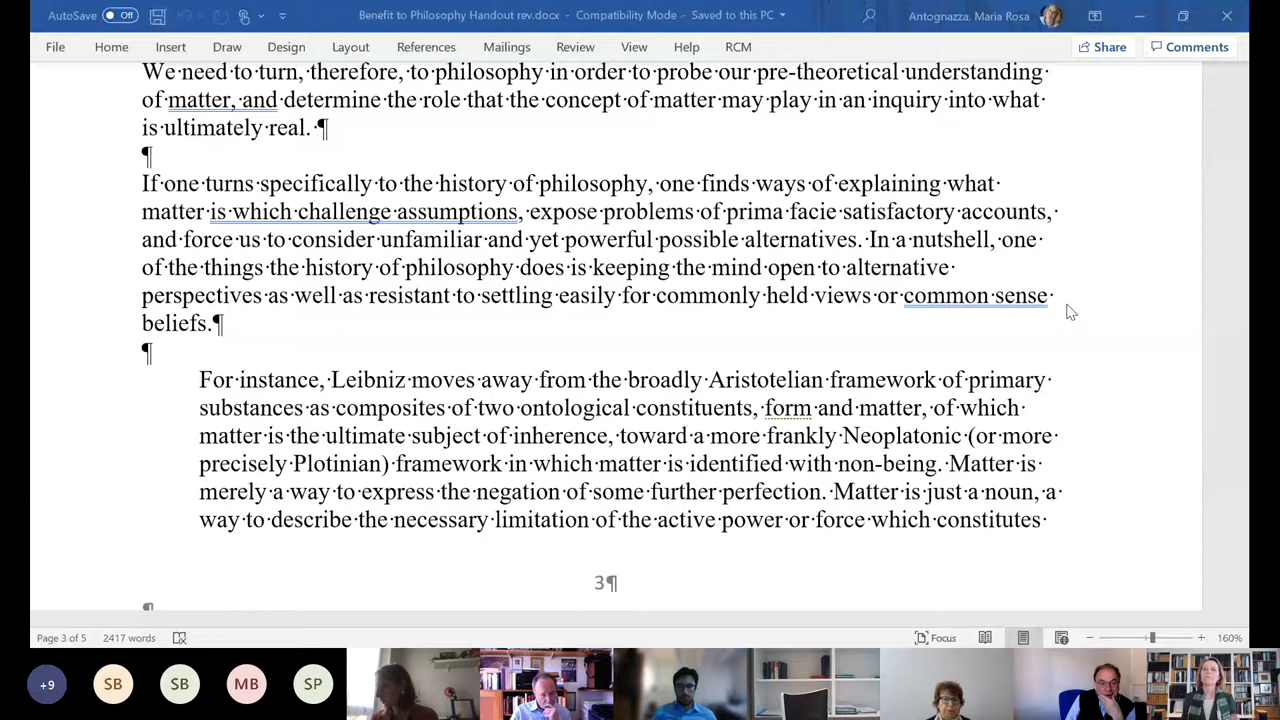 AutoSave Off Benefit to Philosophy Handout rev.docx - Compatibility Mode - Saved to this PC Antognazza, Maria Rosa
File Home Insert Draw Design Layout References Mailings Review View Help RCM Share Comments
We·need·to·turn,·therefore,·to·philosophy·in·order·to·probe·our·pre-theoretical·understanding·
of·matter,·and·determine·the·role·that·the·concept·of·matter·may·play·in·an·inquiry·into·what·
is·ultimately·real.·¶
¶
If·one·turns·specifically·to·the·history·of·philosophy,·one·finds·ways·of·explaining·what·
matter·is·which·challenge·assumptions,·expose·problems·of·prima·facie·satisfactory·accounts,·
and·force·us·to·consider·unfamiliar·and·yet·powerful·possible·alternatives.·In·a·nutshell,·one·
of·the·things·the·history·of·philosophy·does·is·keeping·the·mind·open·to·alternative·
perspectives·as·well·as·resistant·to·settling·easily·for·commonly·held·views·or·common·sense·
beliefs.¶
¶
For·instance,·Leibniz·moves·away·from·the·broadly·Aristotelian·framework·of·primary·
substances·as·composites·of·two·ontological·constituents,·form·and·matter,·of·which·
matter·is·the·ultimate·subject·of·inherence,·toward·a·more·frankly·Neoplatonic·(or·more·
precisely·Plotinian)·framework·in·which·matter·is·identified·with·non-being.·Matter·is·
merely·a·way·to·express·the·negation·of·some·further·perfection.·Matter·is·just·a·noun,·a·
way·to·describe·the·necessary·limitation·of·the·active·power·or·force·which·constitutes·
3¶
¶
Page 3 of 5 2417 words Focus 160%
+9 SB SB MB SP